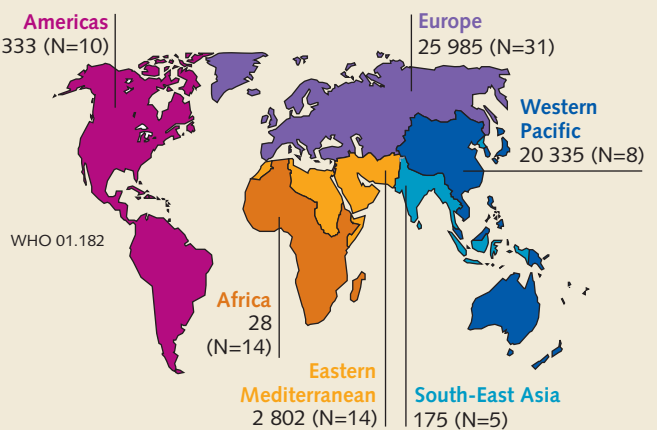 Americas
333 (N=10)
Europe
25 985 (N=31)
Western
Pacific
20 335 (N=8)
WHO 01.182
Africa
28
(N=14)
Eastern
Mediterranean
2 802 (N=14)
South-East Asia
175 (N=5)